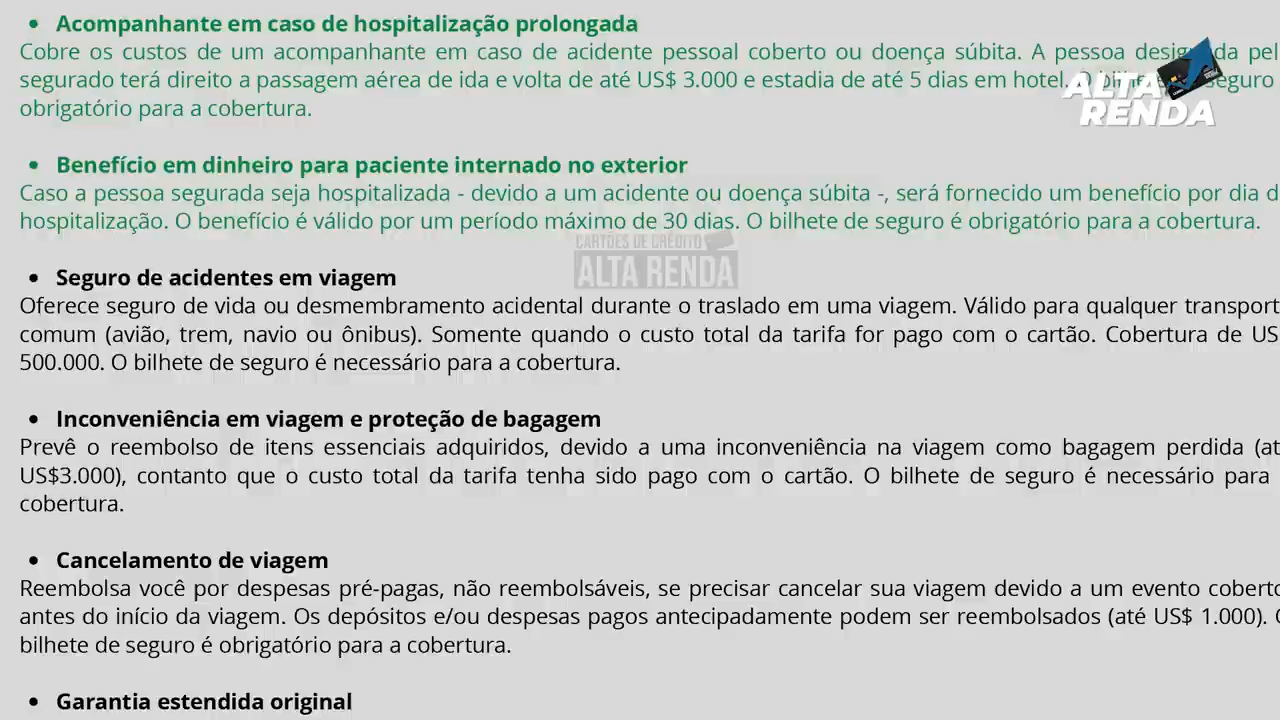 • Acompanhante em caso de hospitalização prolongada
Cobre os custos de um acompanhante em caso de acidente pessoal coberto ou doença súbita. A pessoa
segurado terá direito a passagem aérea de ida e volta de até US$ 3.000 e estadia de até 5 dias em hotel.
obrigatório para a cobertura.
ALTA
RENDA
• Benefício em dinheiro para paciente internado no exterior
Caso a pessoa segurada seja hospitalizada - devido a um acidente ou doença súbita -, será fornecido um benefício por dia d
hospitalização. O benefício é válido por um período máximo de 30 dias. O bilhete de seguro é obrigatório para a cobertura.
CARTÕES DE CRÉDITO
ALTA RENDA
• Seguro de acidentes em viagem
Oferece seguro de vida ou desmembramento acidental durante o traslado em uma viagem. Válido para qualquer transport
comum (avião, trem, navio ou ônibus). Somente quando o custo total da tarifa for pago com o cartão. Cobertura de US
500.000. O bilhete de seguro é necessário para a cobertura.
• Inconveniência em viagem e proteção de bagagem
Prevê o reembolso de itens essenciais adquiridos, devido a uma inconveniência na viagem como bagagem perdida (at
US$3.000), contanto que o custo total da tarifa tenha sido pago com o cartão. O bilhete de seguro é necessário para
cobertura.
• Cancelamento de viagem
Reembolsa você por despesas pré-pagas, não reembolsáveis, se precisar cancelar sua viagem devido a um evento coberto
antes do início da viagem. Os depósitos e/ou despesas pagos antecipadamente podem ser reembolsados (até US$ 1.000).
bilhete de seguro é obrigatório para a cobertura.
• Garantia estendida original